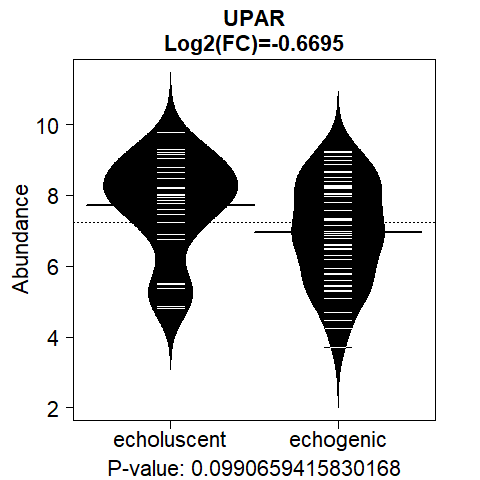 UPAR
Log2(FC)=-0.6695
Abundance
10
8
6
4
2
echoluscent echogenic
P-value: 0.0990659415830168